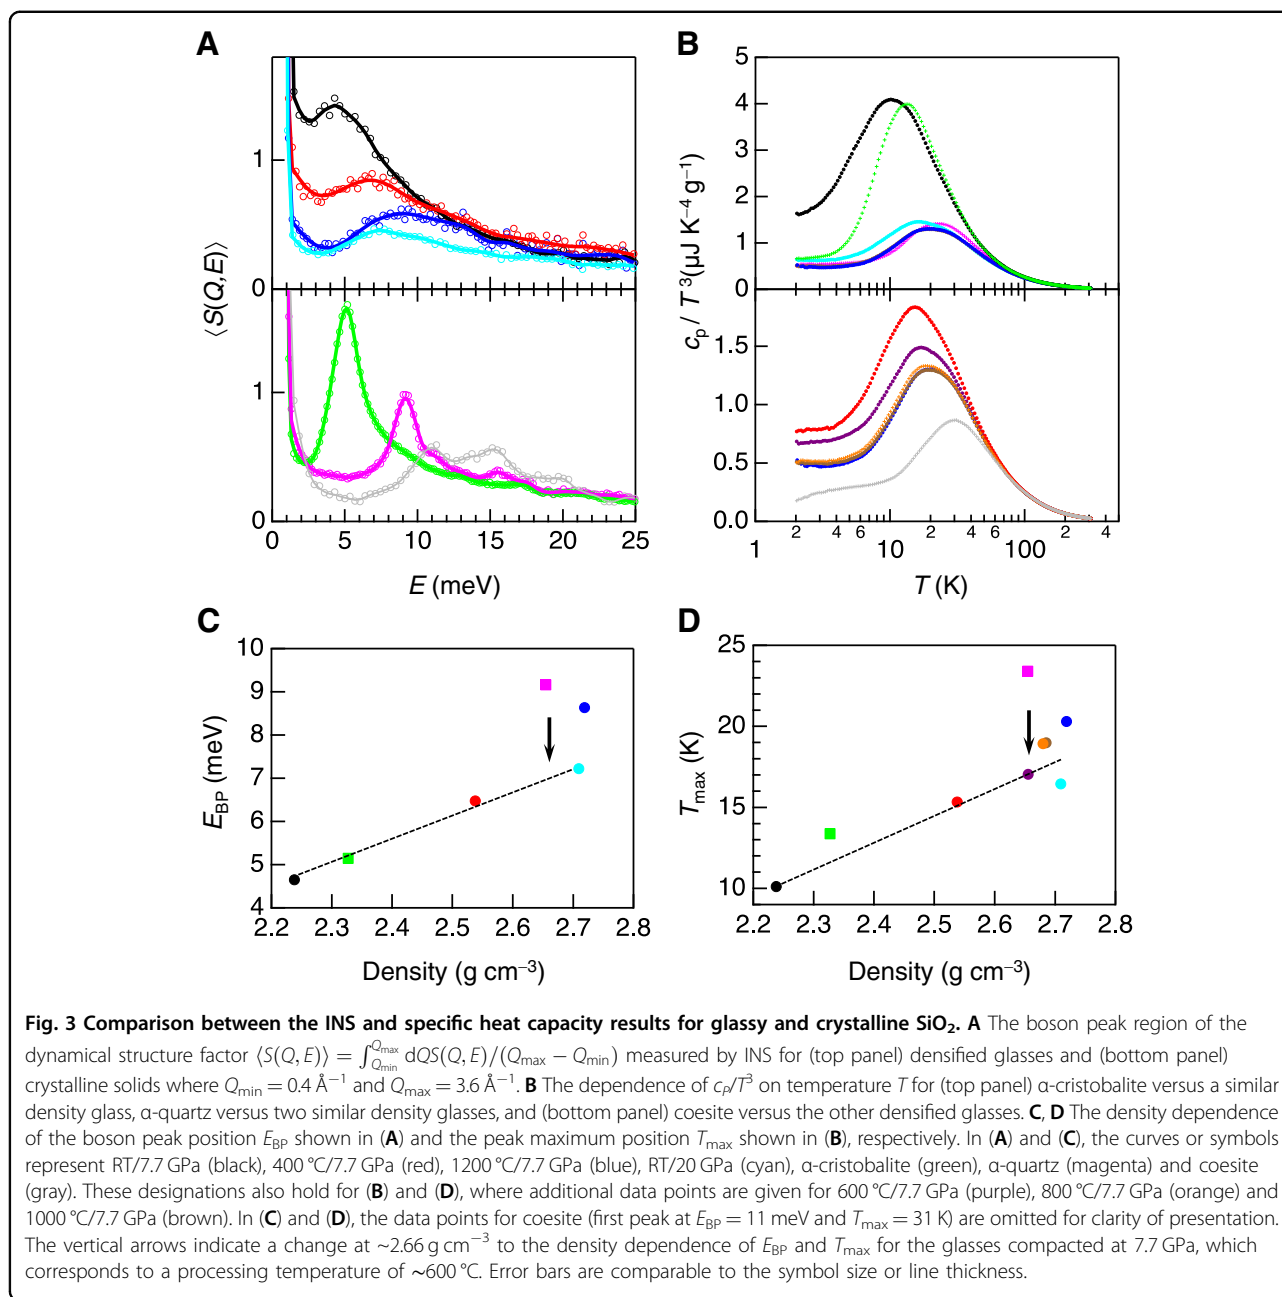 A
B
⟨S(Q,E)⟩
1
0
1
0
0 5 10 15 20 25
E (meV)
c_p / T^3 (μJ K^–4 g^–1)
5
4
3
2
1
0
1.5
1.0
0.5
0.0
1 2 4 6 10 2 4 6 100 2 4
T (K)
C
D
E_BP (meV)
10
9
8
7
6
5
4
2.2 2.3 2.4 2.5 2.6 2.7 2.8
Density (g cm^–3)
T_max (K)
25
20
15
10
2.2 2.3 2.4 2.5 2.6 2.7 2.8
Density (g cm^–3)
Fig. 3 Comparison between the INS and specific heat capacity results for glassy and crystalline SiO₂. A The boson peak region of the
dynamical structure factor ⟨S(Q, E)⟩ = ∫_{Q_min}^{Q_max} dQS(Q, E)/(Q_max − Q_min) measured by INS for (top panel) densified glasses and (bottom panel)
crystalline solids where Q_min = 0.4 Å⁻¹ and Q_max = 3.6 Å⁻¹. B The dependence of c_P/T³ on temperature T for (top panel) α-cristobalite versus a similar
density glass, α-quartz versus two similar density glasses, and (bottom panel) coesite versus the other densified glasses. C, D The density dependence
of the boson peak position E_BP shown in (A) and the peak maximum position T_max shown in (B), respectively. In (A) and (C), the curves or symbols
represent RT/7.7 GPa (black), 400 °C/7.7 GPa (red), 1200 °C/7.7 GPa (blue), RT/20 GPa (cyan), α-cristobalite (green), α-quartz (magenta) and coesite
(gray). These designations also hold for (B) and (D), where additional data points are given for 600 °C/7.7 GPa (purple), 800 °C/7.7 GPa (orange) and
1000 °C/7.7 GPa (brown). In (C) and (D), the data points for coesite (first peak at E_BP = 11 meV and T_max = 31 K) are omitted for clarity of presentation.
The vertical arrows indicate a change at ~2.66 g cm⁻³ to the density dependence of E_BP and T_max for the glasses compacted at 7.7 GPa, which
corresponds to a processing temperature of ~600 °C. Error bars are comparable to the symbol size or line thickness.